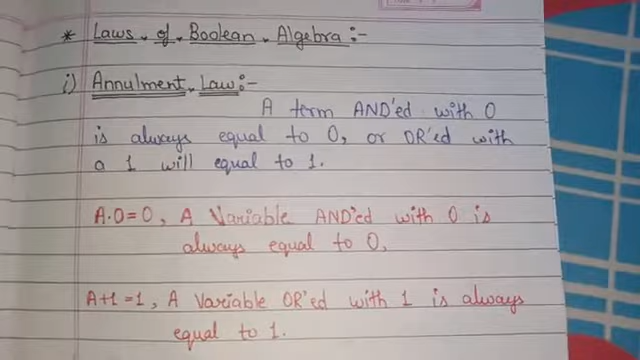 * Laws of Boolean Algebra :-
i) Annulment Law :-
A term AND'ed with 0
is always equal to 0, or OR'ed with
a 1 will equal to 1.
A.0=0, A Variable AND'ed with 0 is
always equal to 0,
A+1=1, A Variable OR'ed with 1 is always
equal to 1.